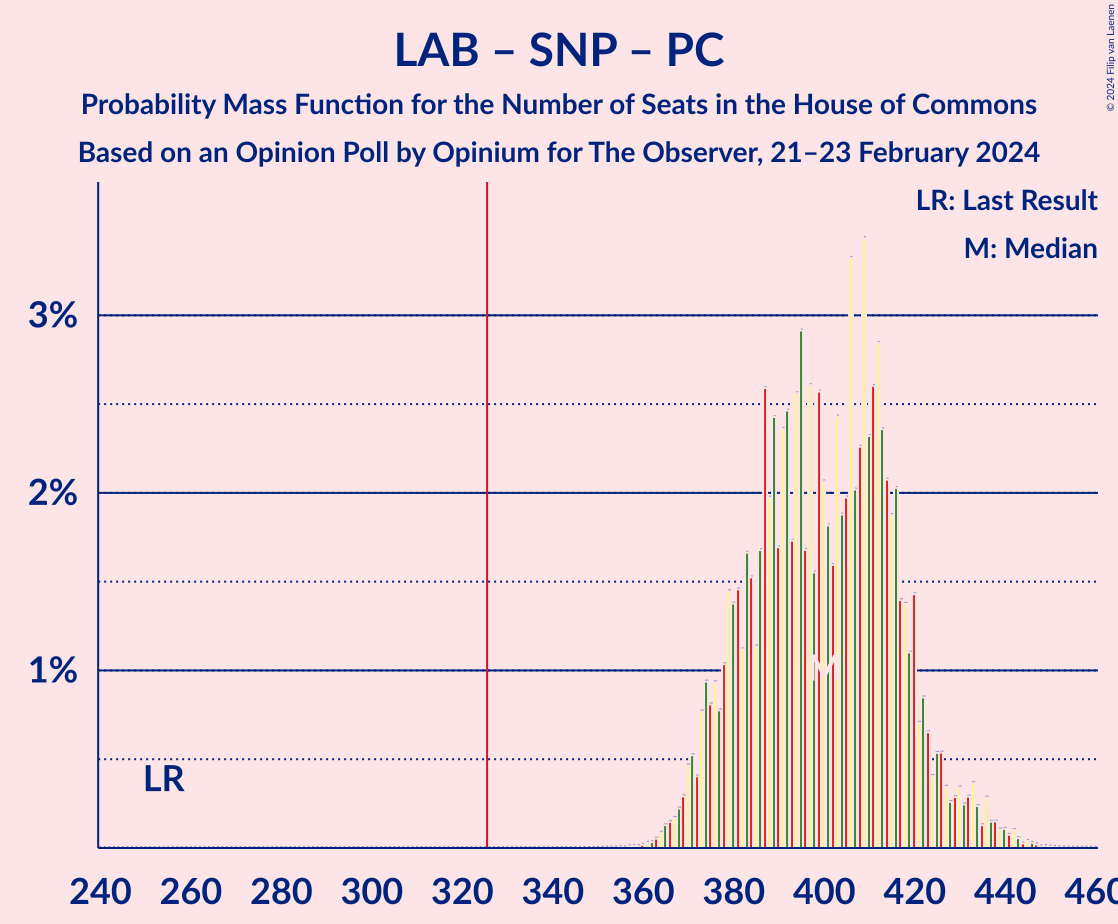 LAB – SNP – PC
Probability Mass Function for the Number of Seats in the House of Commons
Based on an Opinion Poll by Opinium for The Observer, 21–23 February 2024
© 2024 Filip van Laenen
LR: Last Result
M: Median
3%
2%
1%
M
LR
240 260 280 300 320 340 360 380 400 420 440 460